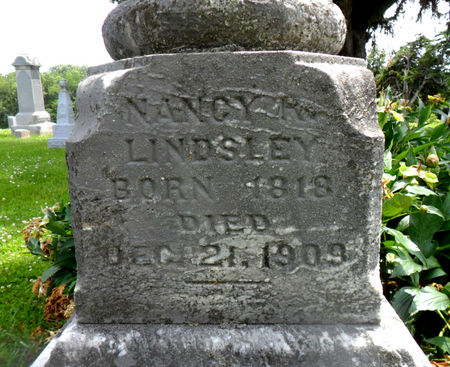 NANCY K.
LINDSLEY
BORN 1818
DIED
DEC. 21, 1909